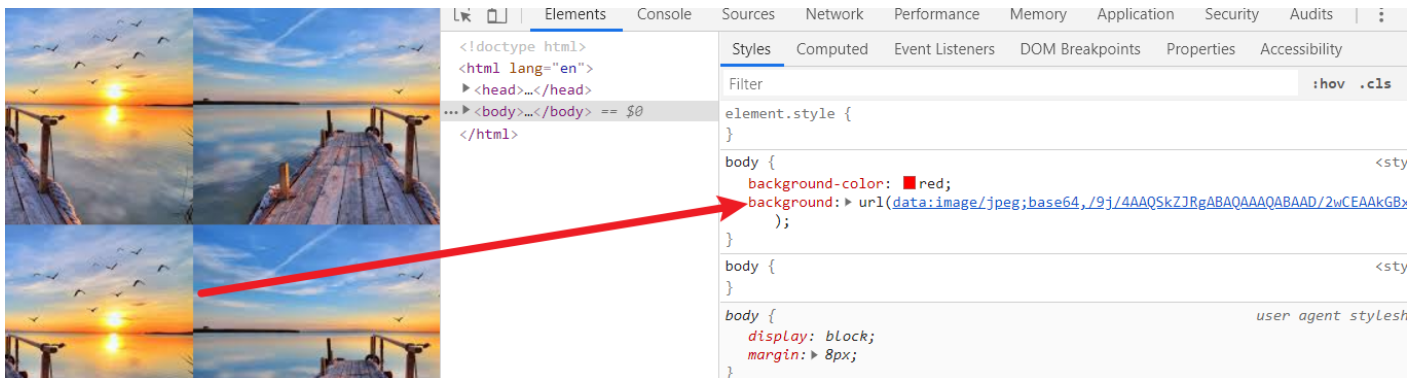 Elements Console Sources Network Performance Memory Application Security Audits
<!doctype html>
<html lang="en">
<head>…</head>
<body>…</body> == $0
</html>
Styles Computed Event Listeners DOM Breakpoints Properties Accessibility
Filter :hov .cls
element.style {
}
body { <sty
background-color: red;
background: url(data:image/jpeg;base64,/9j/4AAQSkZJRgABAQAAAQABAAD/2wCEAAkGBx
);
}
body { <sty
}
body { user agent stylesh
display: block;
margin: 8px;
}